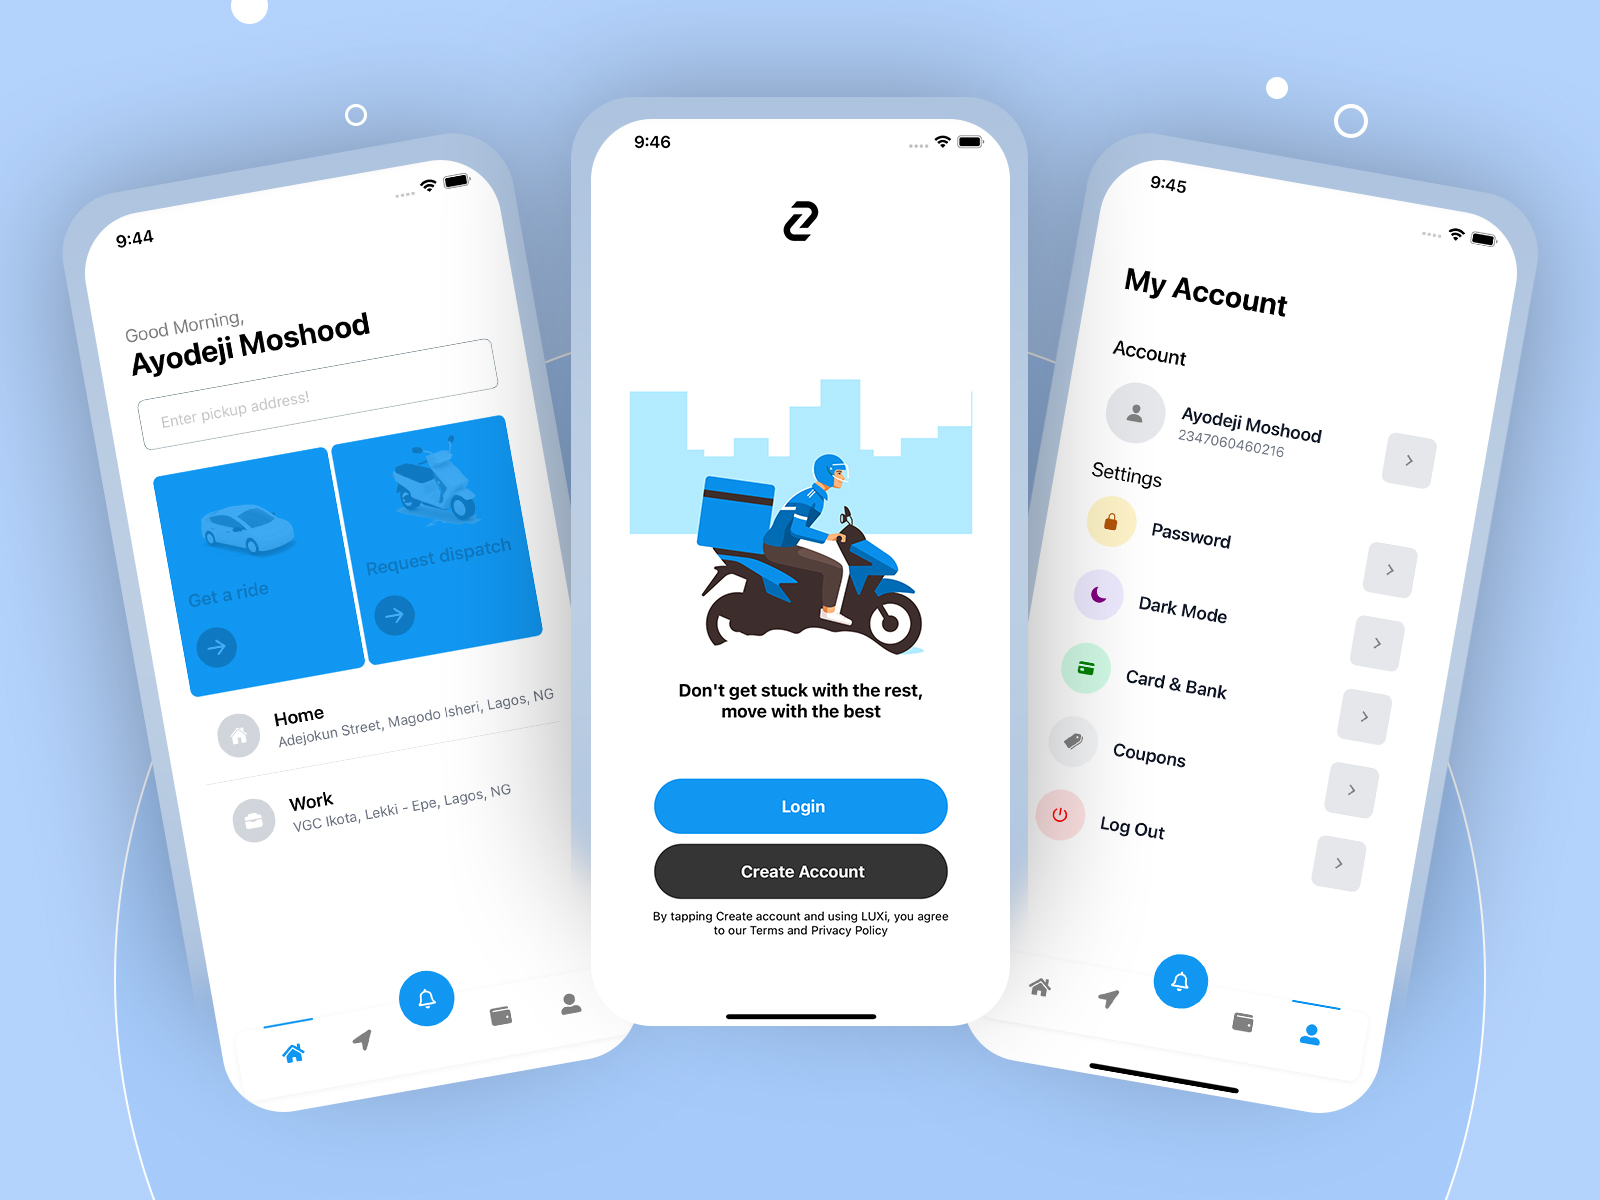 9:44
Good Morning,
Ayodeji Moshood
Enter pickup address!
Get a ride
Request dispatch
Home
Adejokun Street, Magodo Isheri, Lagos, NG
Work
VGC Ikota, Lekki - Epe, Lagos, NG
9:46
Don't get stuck with the rest,
move with the best
Login
Create Account
By tapping Create account and using LUXi, you agree
to our Terms and Privacy Policy
9:45
My Account
Account
Ayodeji Moshood
2347060460216
Settings
Password
Dark Mode
Card & Bank
Coupons
Log Out